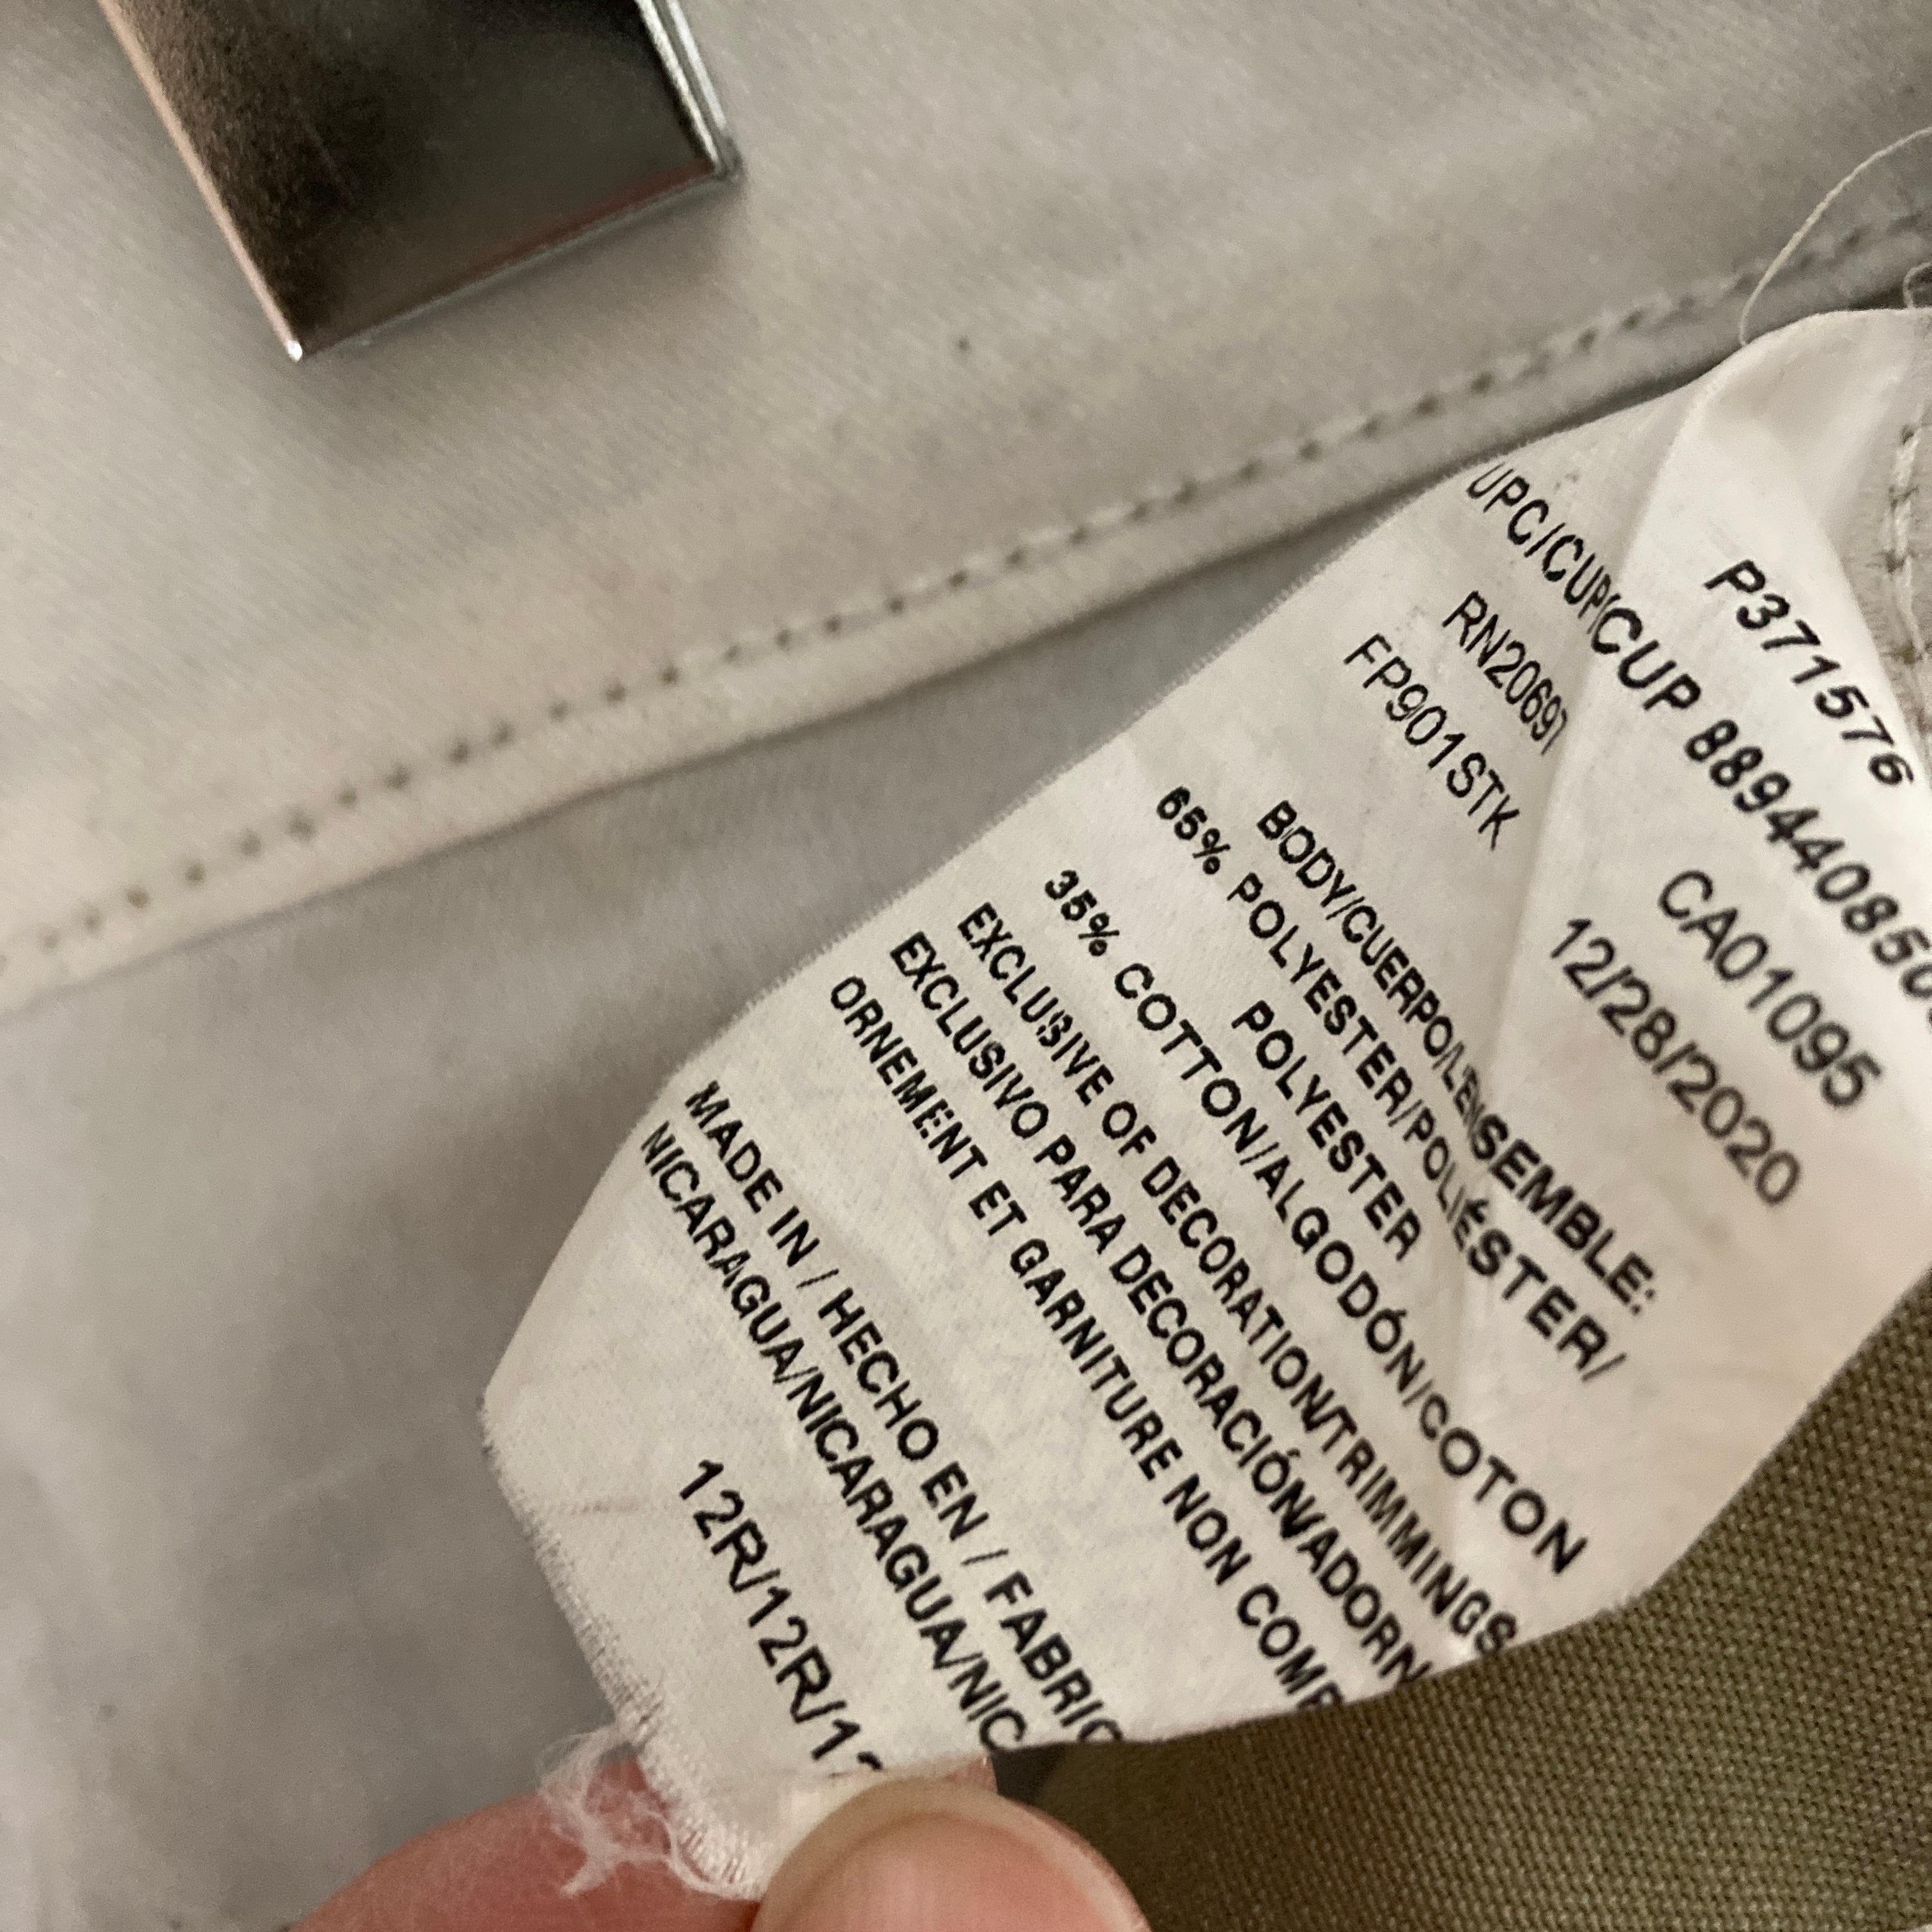 P371576
UPC/CUP/CUP 889440850
RN20697
CA01095
FP901STK
12/28/2020
BODY/CUERPO/L'ENSEMBLE:
65% POLYESTER/POLIÉSTER/
POLYESTER
35% COTTON/ALGODÓN/COTON
EXCLUSIVE OF DECORATION/TRIMMINGS
EXCLUSIVO PARA DECORACIÓN/ADORN
ORNEMENT ET GARNITURE NON COMP
MADE IN / HECHO EN / FABRIC
NICARAGUA/NICARAGUA/NIC
12R/12R/12